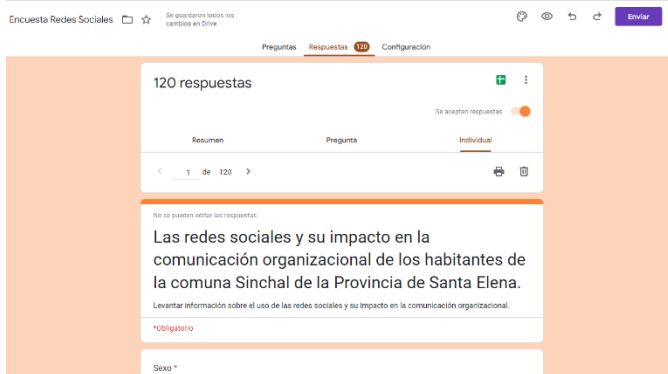 Encuesta Redes Sociales
Se guardaron todos los
cambios en Drive
Enviar
Preguntas Respuestas 120 Configuración
120 respuestas
Se aceptan respuestas
Resumen Pregunta Individual
1 de 120
No se pueden editar las respuestas
Las redes sociales y su impacto en la
comunicación organizacional de los habitantes de
la comuna Sinchal de la Provincia de Santa Elena.
Levantar información sobre el uso de las redes sociales y su impacto en la comunicación organizacional.
*Obligatorio
Sexo *